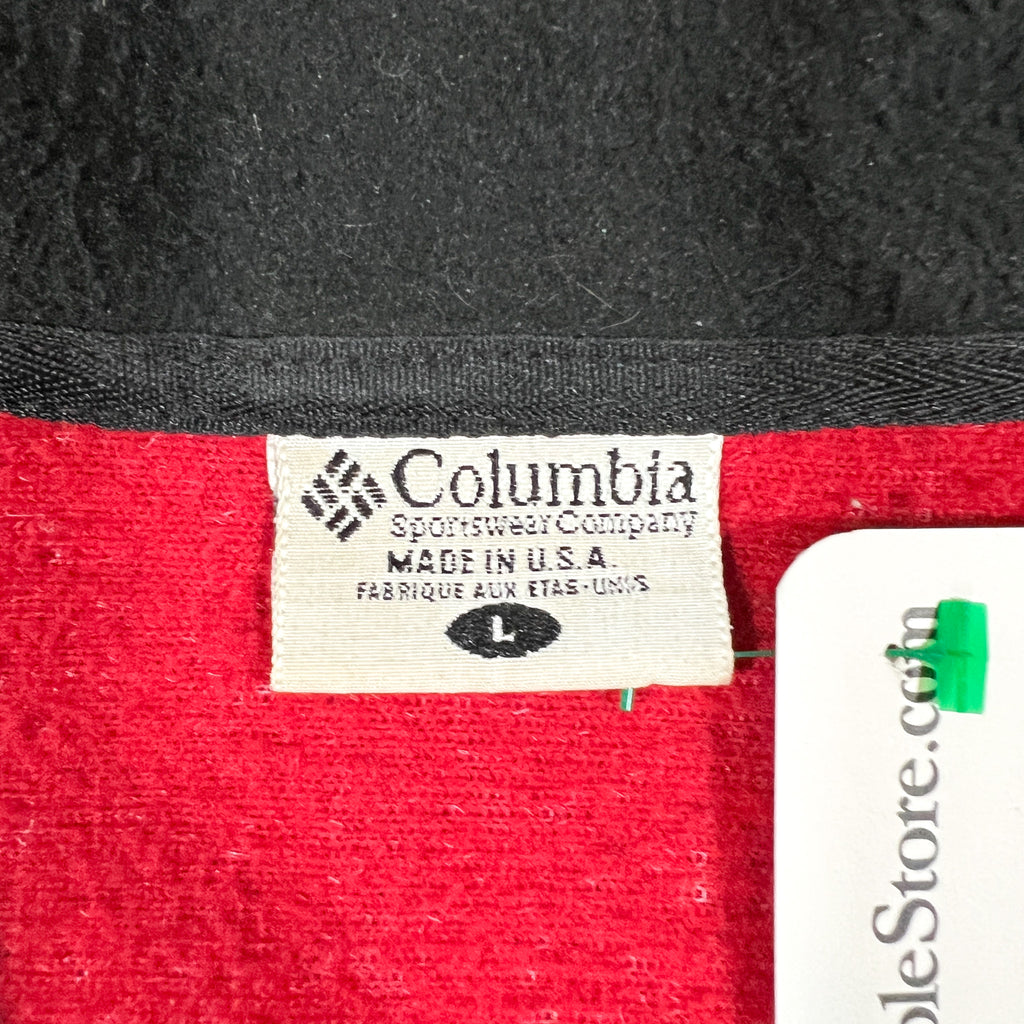 Columbia
Sportswear Company
MADE IN U.S.A.
FABRIQUE AUX ETAS-UNIS
L
oleStore.com